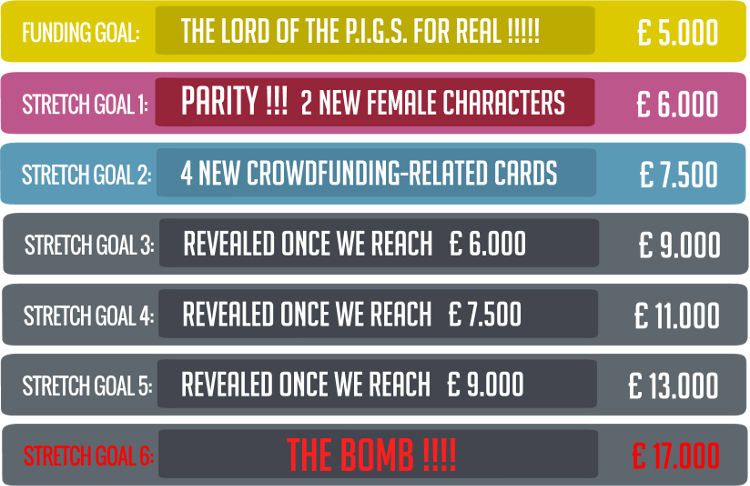 FUNDING GOAL: THE LORD OF THE P.I.G.S. FOR REAL !!!!! £ 5.000
STRETCH GOAL 1: PARITY !!! 2 NEW FEMALE CHARACTERS £ 6.000
STRETCH GOAL 2: 4 NEW CROWDFUNDING-RELATED CARDS £ 7.500
STRETCH GOAL 3: REVEALED ONCE WE REACH £ 6.000 £ 9.000
STRETCH GOAL 4: REVEALED ONCE WE REACH £ 7.500 £ 11.000
STRETCH GOAL 5: REVEALED ONCE WE REACH £ 9.000 £ 13.000
STRETCH GOAL 6: THE BOMB !!!! £ 17.000